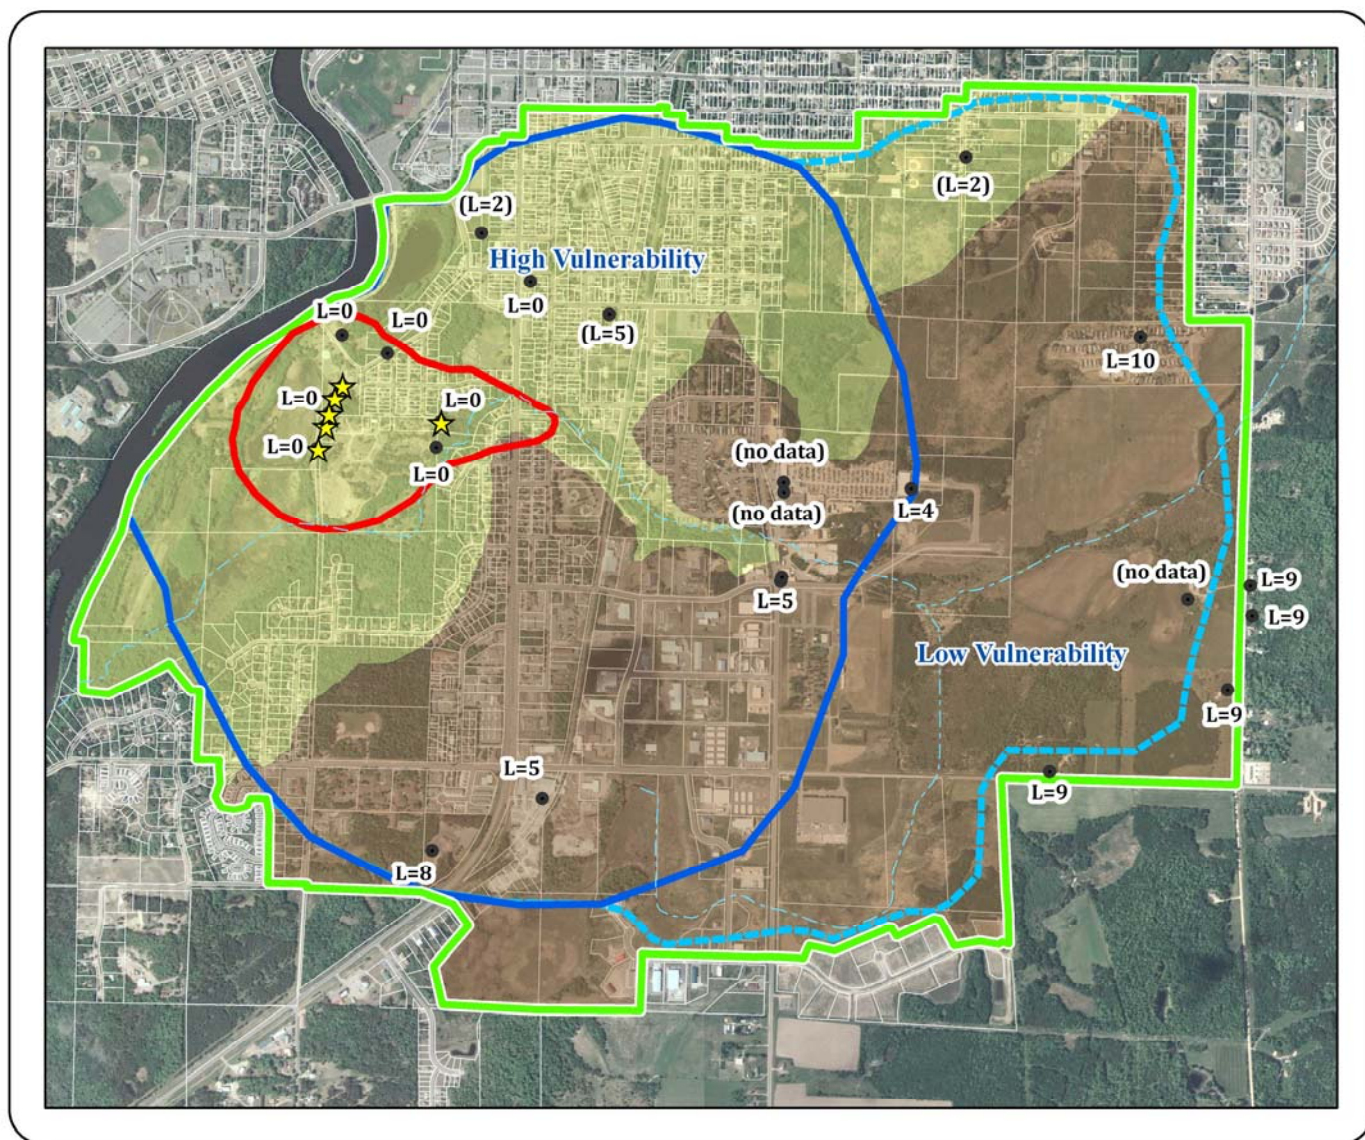 (L=2)
(L=2)
High Vulnerability
L=0
(L=5)
L=0
L=0
L=10
L=0
L=0
L=0
L=0
(no data)
(no data)
L=4
(no data)
L=9
L=5
L=9
Low Vulnerability
L=9
L=5
L=9
L=8